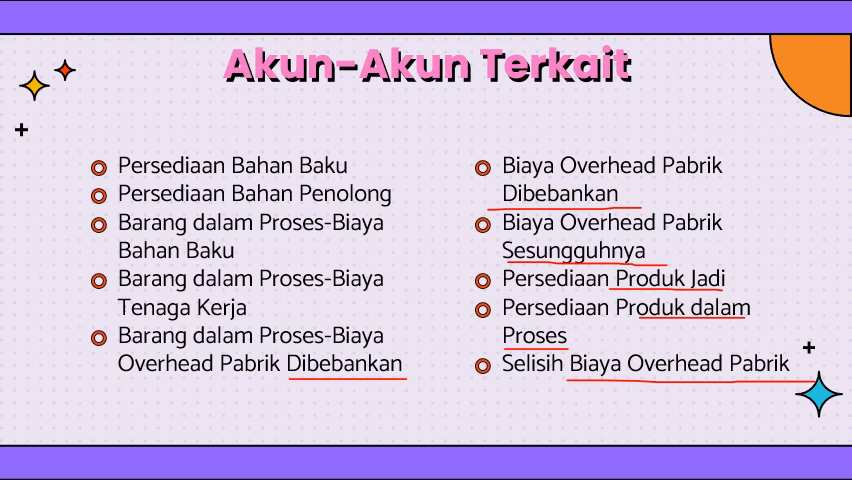 Akun-Akun Terkait
Persediaan Bahan Baku
Persediaan Bahan Penolong
Barang dalam Proses-Biaya
Bahan Baku
Barang dalam Proses-Biaya
Tenaga Kerja
Barang dalam Proses-Biaya
Overhead Pabrik Dibebankan
Biaya Overhead Pabrik
Dibebankan
Biaya Overhead Pabrik
Sesungguhnya
Persediaan Produk Jadi
Persediaan Produk dalam
Proses
Selisih Biaya Overhead Pabrik